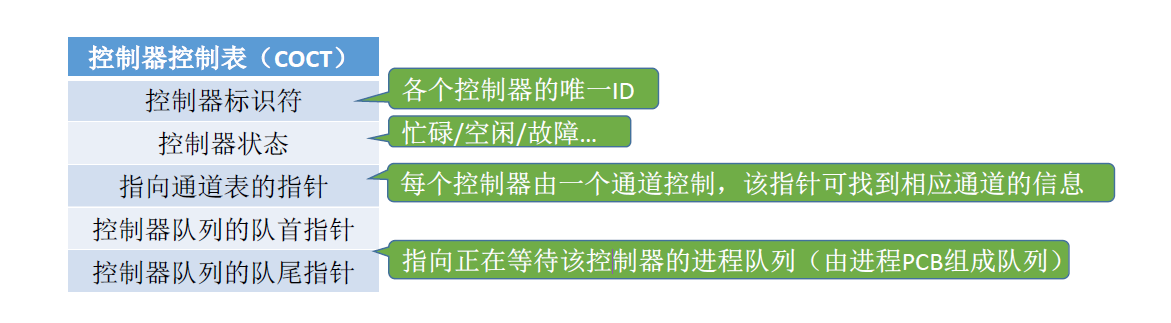 控制器控制表（COCT）
控制器标识符
各个控制器的唯一ID
控制器状态
忙碌/空闲/故障...
指向通道表的指针
每个控制器由一个通道控制，该指针可找到相应通道的信息
控制器队列的队首指针
控制器队列的队尾指针
指向正在等待该控制器的进程队列（由进程PCB组成队列）